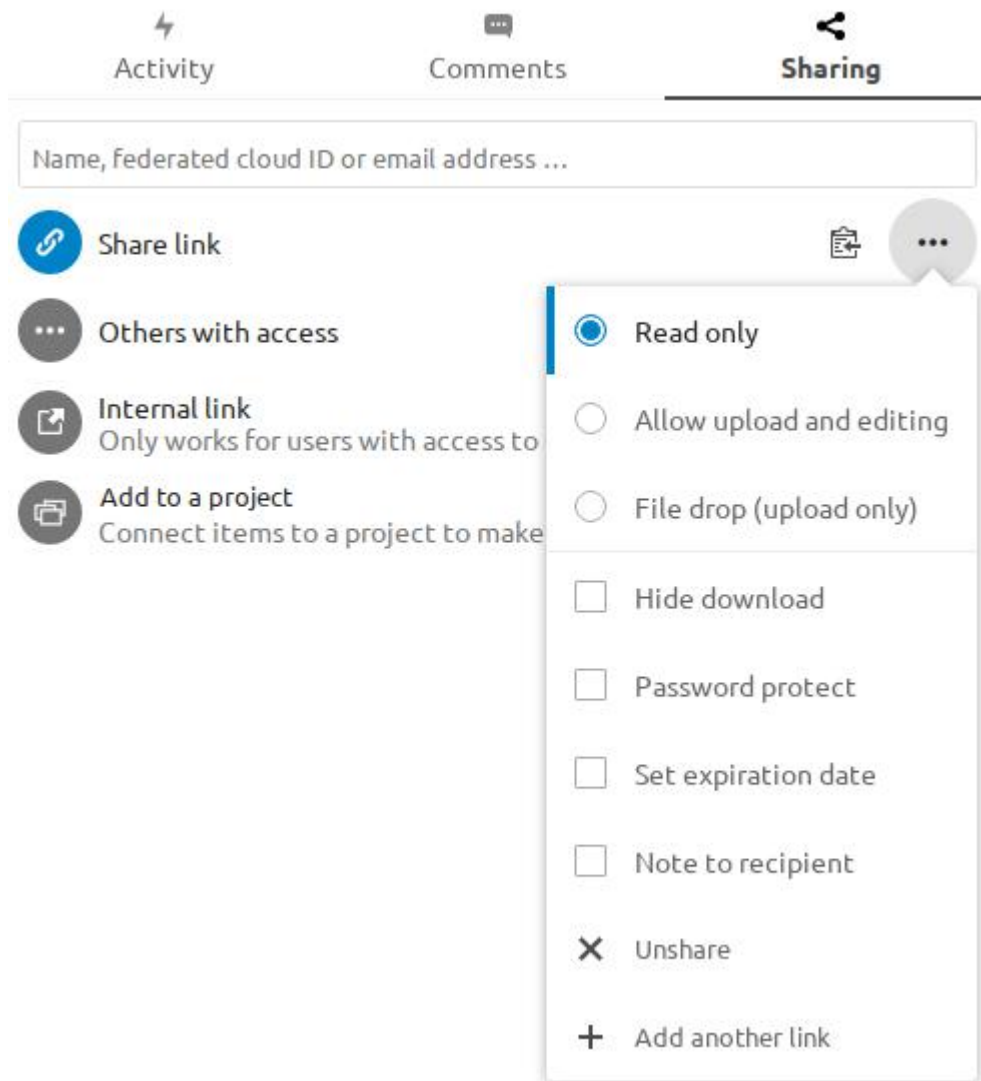 Activity
Comments
Sharing
Name, federated cloud ID or email address ...
Share link
Others with access
Internal link
Only works for users with access to
Add to a project
Connect items to a project to make
Read only
Allow upload and editing
File drop (upload only)
Hide download
Password protect
Set expiration date
Note to recipient
Unshare
Add another link